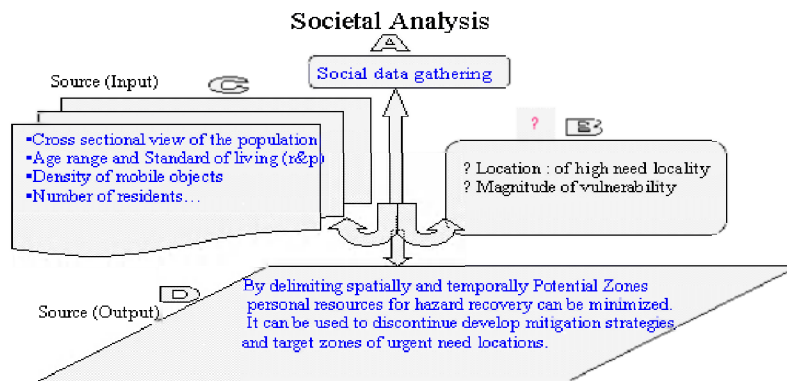 Societal Analysis
A
Social data gathering
Source (Input)
C
▪Cross sectional view of the population
▪Age range and Standard of living (r&p)
▪Density of mobile objects
▪Number of residents…
?
B
? Location : of high need locality
? Magnitude of vulnerability
D
Source (Output)
By delimiting spatially and temporally Potential Zones
personal resources for hazard recovery can be minimized.
It can be used to discontinue develop mitigation strategies
and target zones of urgent need locations.